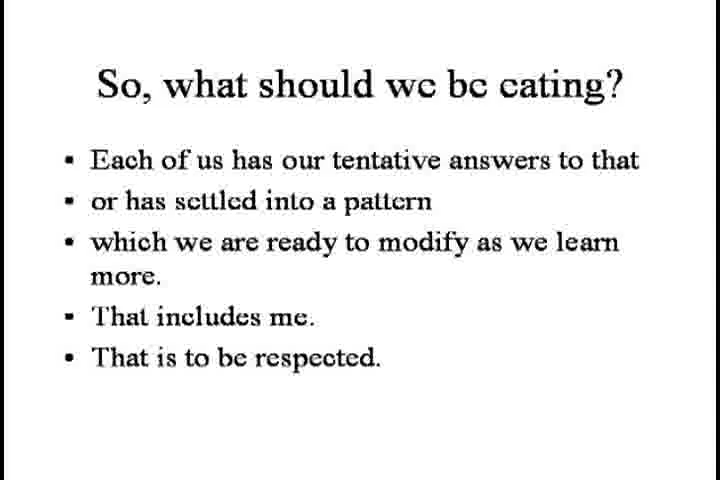 So, what should we be eating?
▪ Each of us has our tentative answers to that
▪ or has settled into a pattern
▪ which we are ready to modify as we learn
more.
▪ That includes me.
▪ That is to be respected.